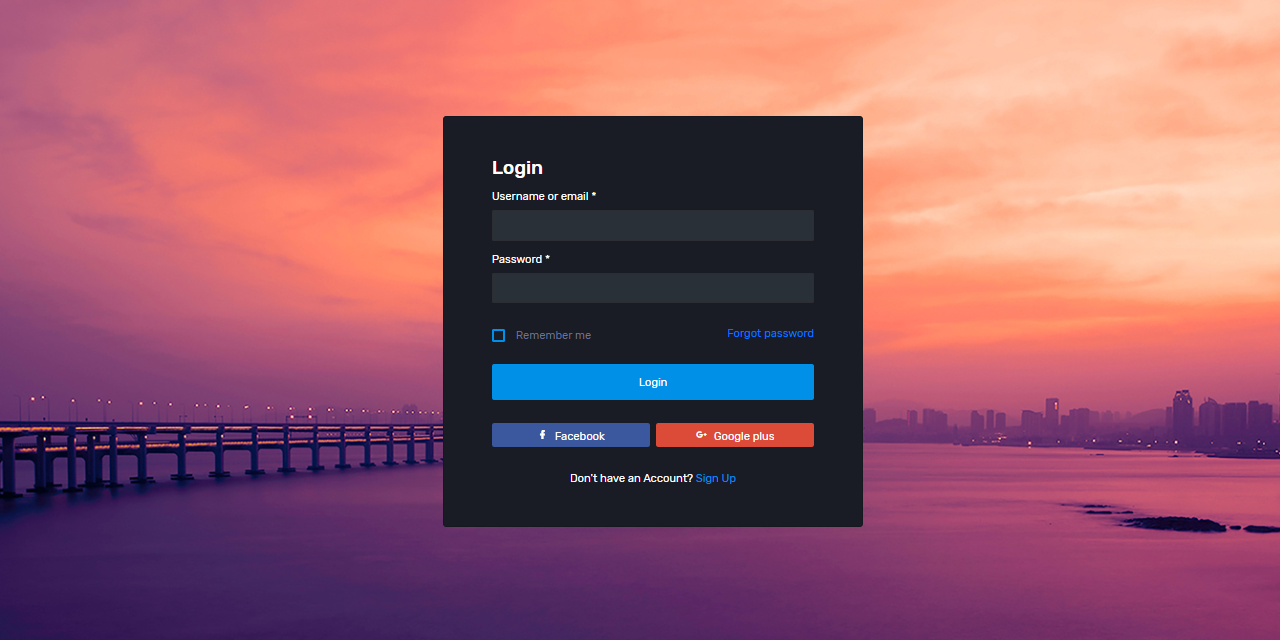 Login
Username or email *
Password *
Remember me
Forgot password
Login
Facebook
Google plus
Don't have an Account? Sign Up